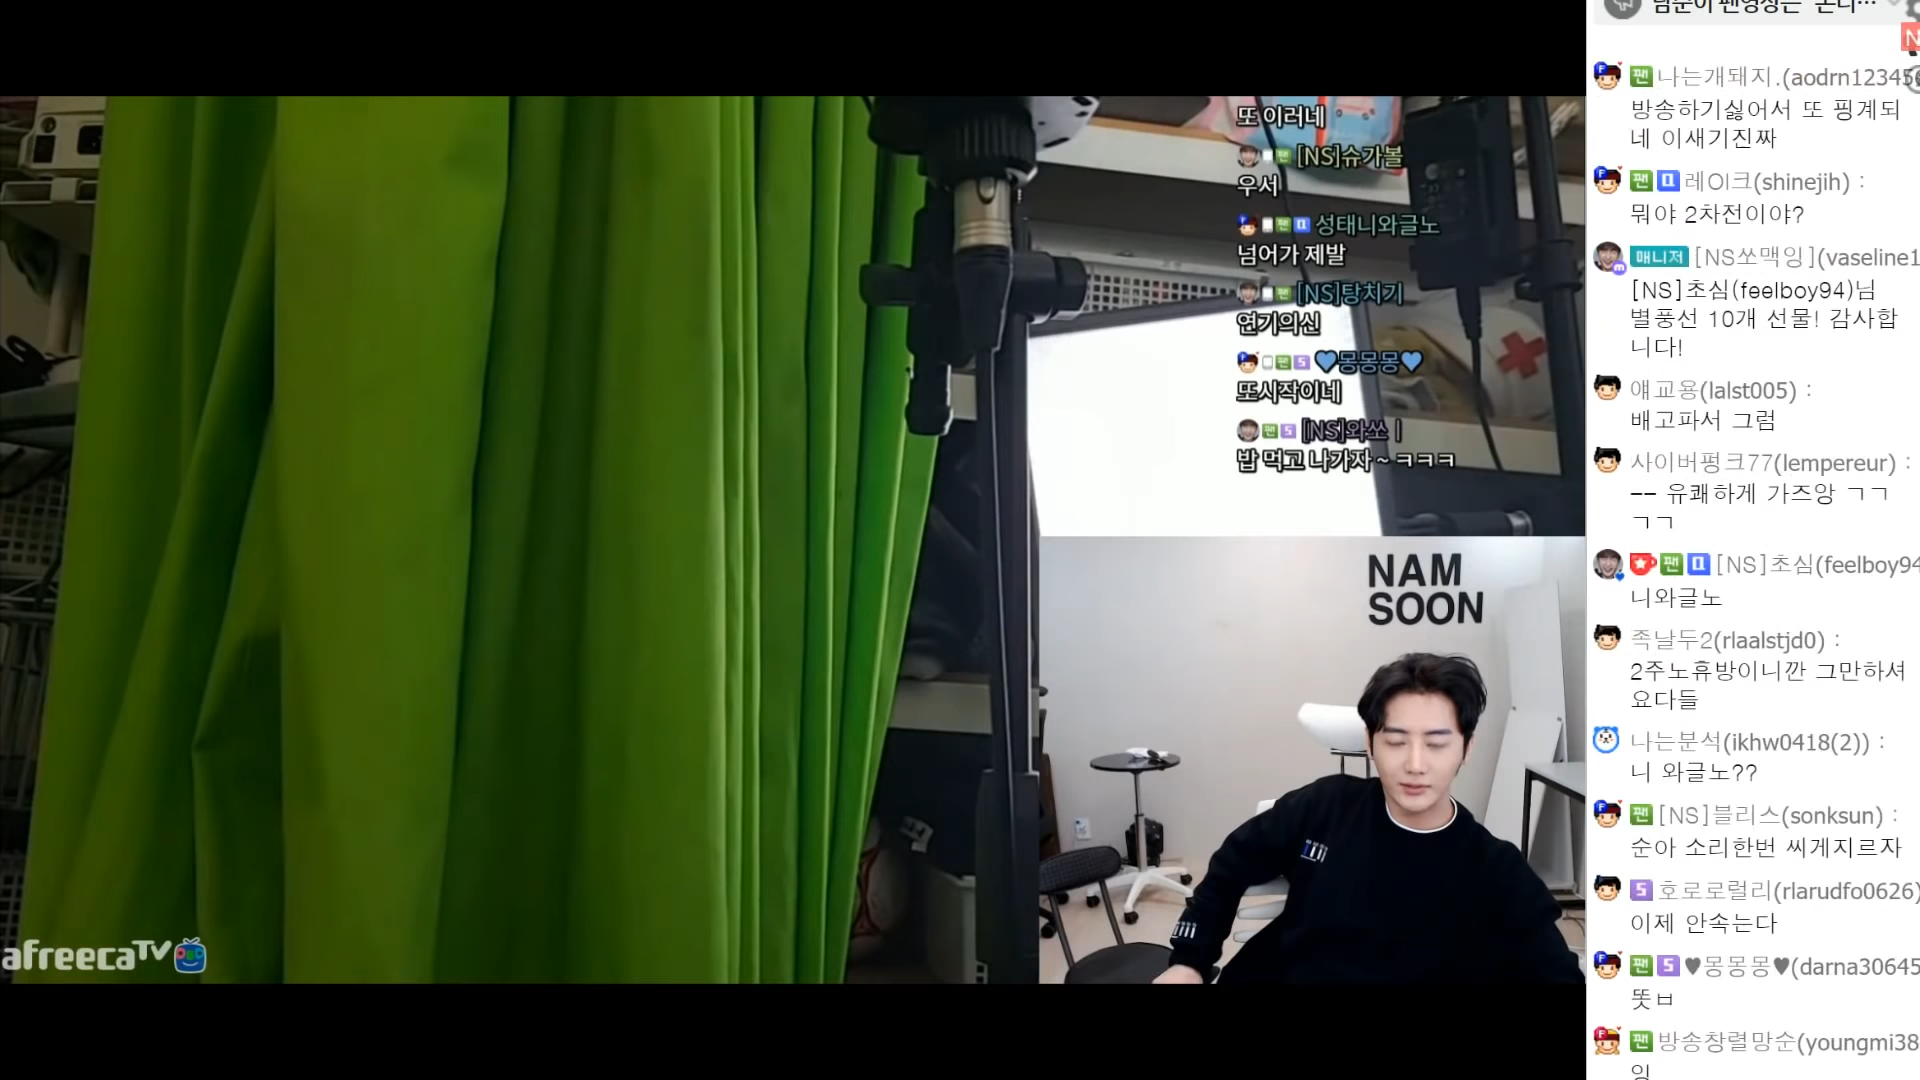 또 이러네
[NS]슈가볼
우서
성태니와글노
넘어가 제발
[NS]탕치기
연기의신
♥몽몽몽♥
또시작이네
[NS]와쏘ㅣ
밥 먹고 나가자~ㅋㅋㅋ
NAM
SOON
afreecaTV
팬 나는개돼지.(aodrn12345
방송하기싫어서 또 핑계되
네 이새기진짜
팬 레이크(shinejih) :
뭐야 2차전이야?
매니저 [NS쏘맥잉](vaseline1
[NS]초심(feelboy94)님
별풍선 10개 선물! 감사합
니다!
얘교용(lalst005) :
배고파서 그럼
사이버펑크77(lempereur) :
-- 유쾌하게 가즈앙 ㄱㄱ
ㄱㄱ
팬 [NS]초심(feelboy94
니와글노
족날두2(rlaalstjd0) :
2주노휴방이니깐 그만하셔
요다들
나는분석(ikhw0418(2)) :
니 와글노??
팬 [NS]블리스(sonksun) :
순아 소리한번 씨게지르자
S 호로로럴리(rlarudfo0626)
이제 안속는다
팬 S ♥몽몽몽♥(darna30645
똣ㅂ
팬 방송창렬망순(youngmi38